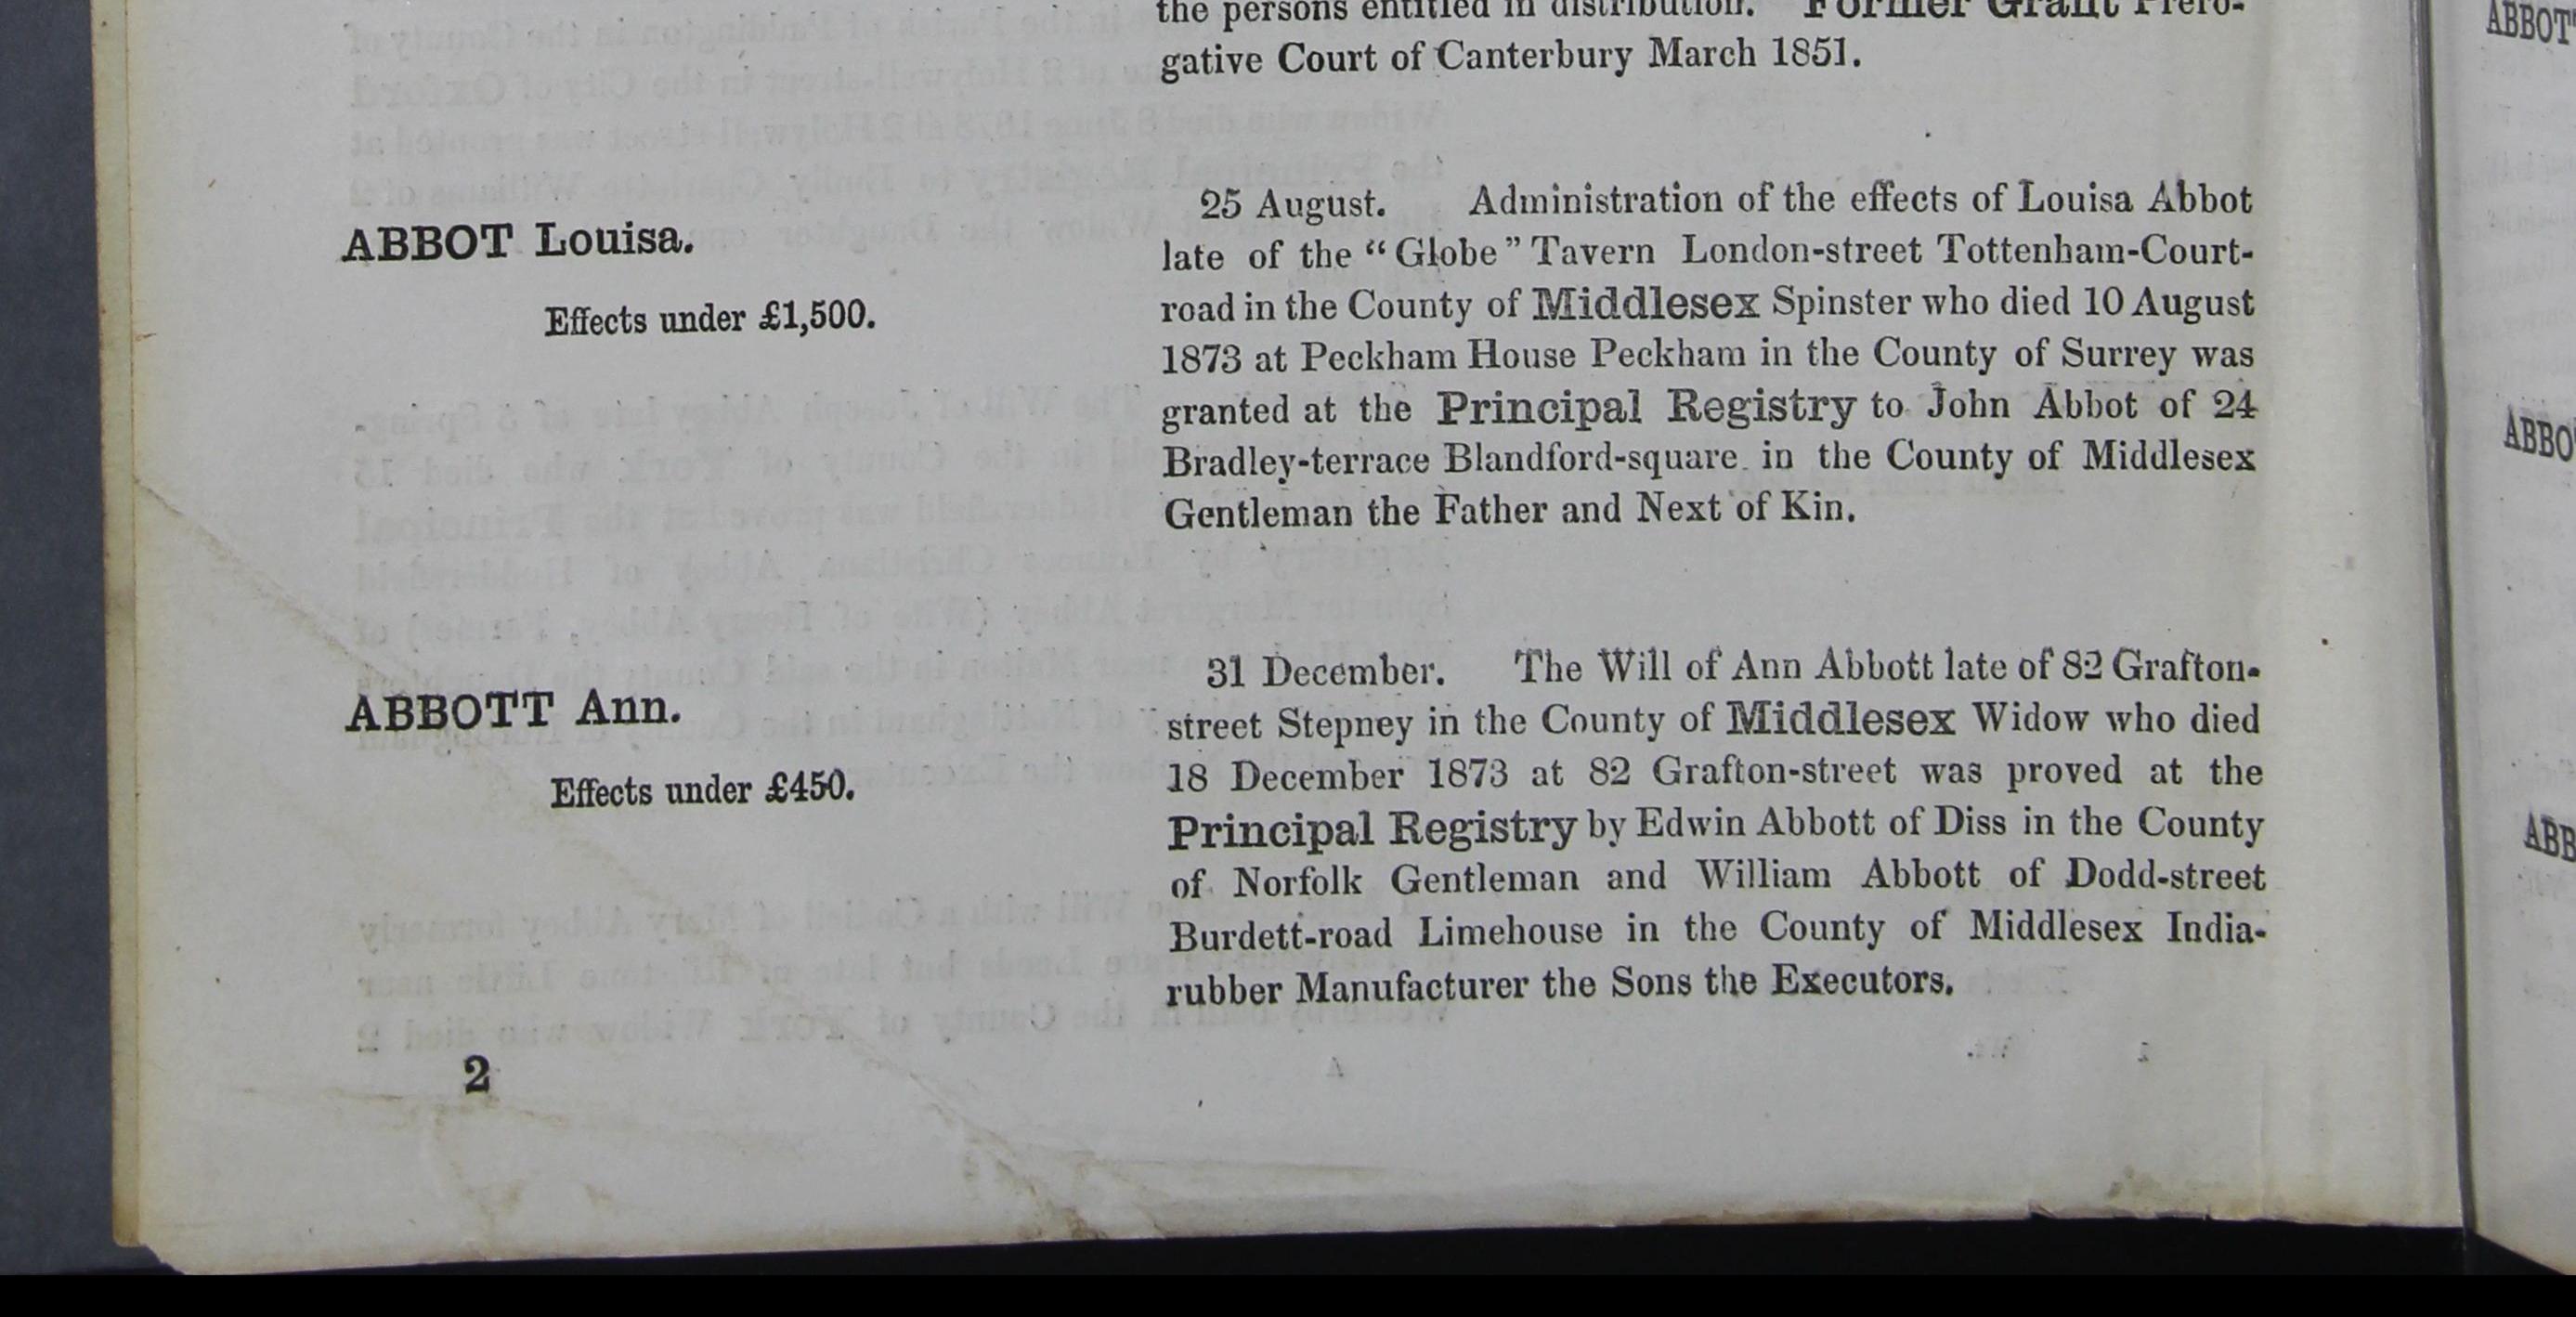 the persons entitled in distribution. Former Grant Prero-
gative Court of Canterbury March 1851.
ABBOT Louisa.
Effects under £1,500.
25 August. Administration of the effects of Louisa Abbot
late of the “Globe” Tavern London-street Tottenham-Court-
road in the County of Middlesex Spinster who died 10 August
1873 at Peckham House Peckham in the County of Surrey was
granted at the Principal Registry to John Abbot of 24
Bradley-terrace Blandford-square in the County of Middlesex
Gentleman the Father and Next of Kin.
ABBOTT Ann.
Effects under £450.
31 December. The Will of Ann Abbott late of 82 Grafton-
street Stepney in the County of Middlesex Widow who died
18 December 1873 at 82 Grafton-street was proved at the
Principal Registry by Edwin Abbott of Diss in the County
of Norfolk Gentleman and William Abbott of Dodd-street
Burdett-road Limehouse in the County of Middlesex India-
rubber Manufacturer the Sons the Executors.
2
ABBOT
ABBO
ABB